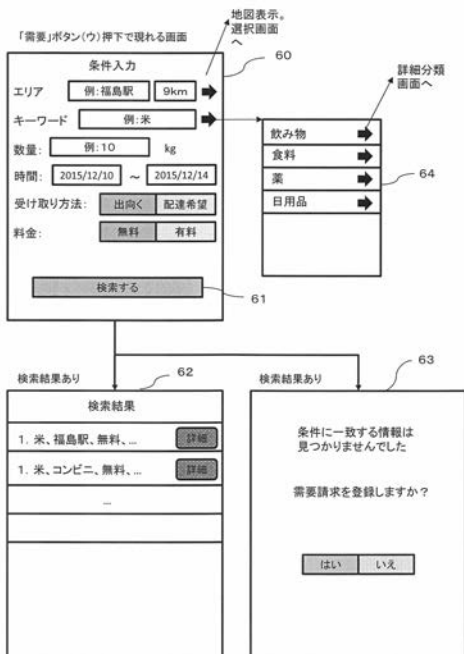 「需要」ボタン(ウ)押下で現れる画面
地図表示。
選択画面
へ
60
条件入力
エリア 例:福島駅 9km
キーワード 例:米
数量: 例:10 kg
時間: 2015/12/10 ~ 2015/12/14
受け取り方法: 出向く 配達希望
料金: 無料 有料
検索する
61
詳細分類
画面へ
飲み物
食料
薬
日用品
64
検索結果あり
62
検索結果
1. 米、福島駅、無料、... 詳細
1. 米、コンビニ、無料、... 詳細
...
検索結果あり
63
条件に一致する情報は
見つかりませんでした
需要請求を登録しますか？
はい いいえ